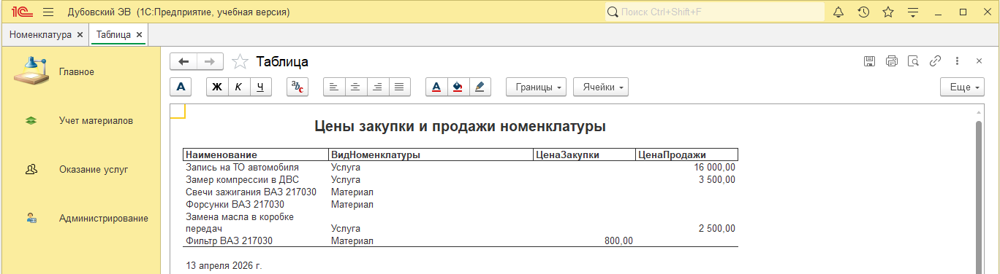 1С Дубовский ЭВ (1С:Предприятие, учебная версия) Поиск Ctrl+Shift+F
Номенклатура × Таблица ×
Главное
Учет материалов
Оказание услуг
Администрирование
Таблица
А Ж К Ч abc А Границы Ячейки Еще
Цены закупки и продажи номенклатуры
Наименование ВидНоменклатуры ЦенаЗакупки ЦенаПродажи
Запись на ТО автомобиля Услуга 16 000,00
Замер компрессии в ДВС Услуга 3 500,00
Свечи зажигания ВАЗ 217030 Материал
Форсунки ВАЗ 217030 Материал
Замена масла в коробке
передач Услуга 2 500,00
Фильтр ВАЗ 217030 Материал 800,00
13 апреля 2026 г.